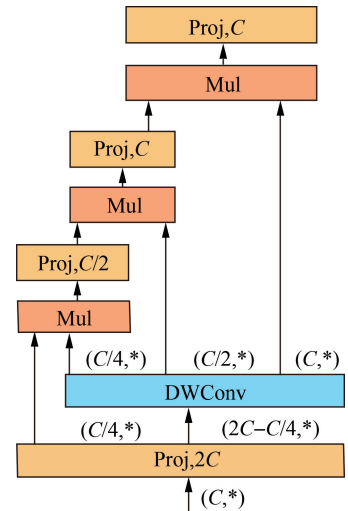 Proj,C
Mul
Proj,C
Mul
Proj,C/2
Mul
(C/4,*) (C/2,*) (C,*)
DWConv
(C/4,*) (2C−C/4,*)
Proj,2C
(C,*)